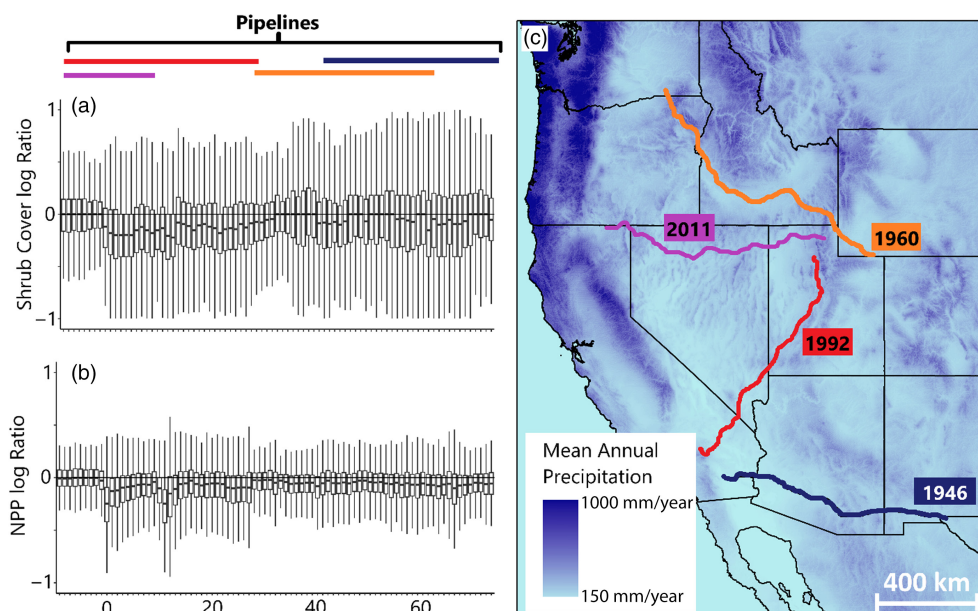 Pipelines
(a)
Shrub Cover log Ratio
1
0
−1
(b)
NPP log Ratio
1
0
−1
0 20 40 60
(c)
2011
1960
1992
1946
Mean Annual
Precipitation
1000 mm/year
150 mm/year
400 km